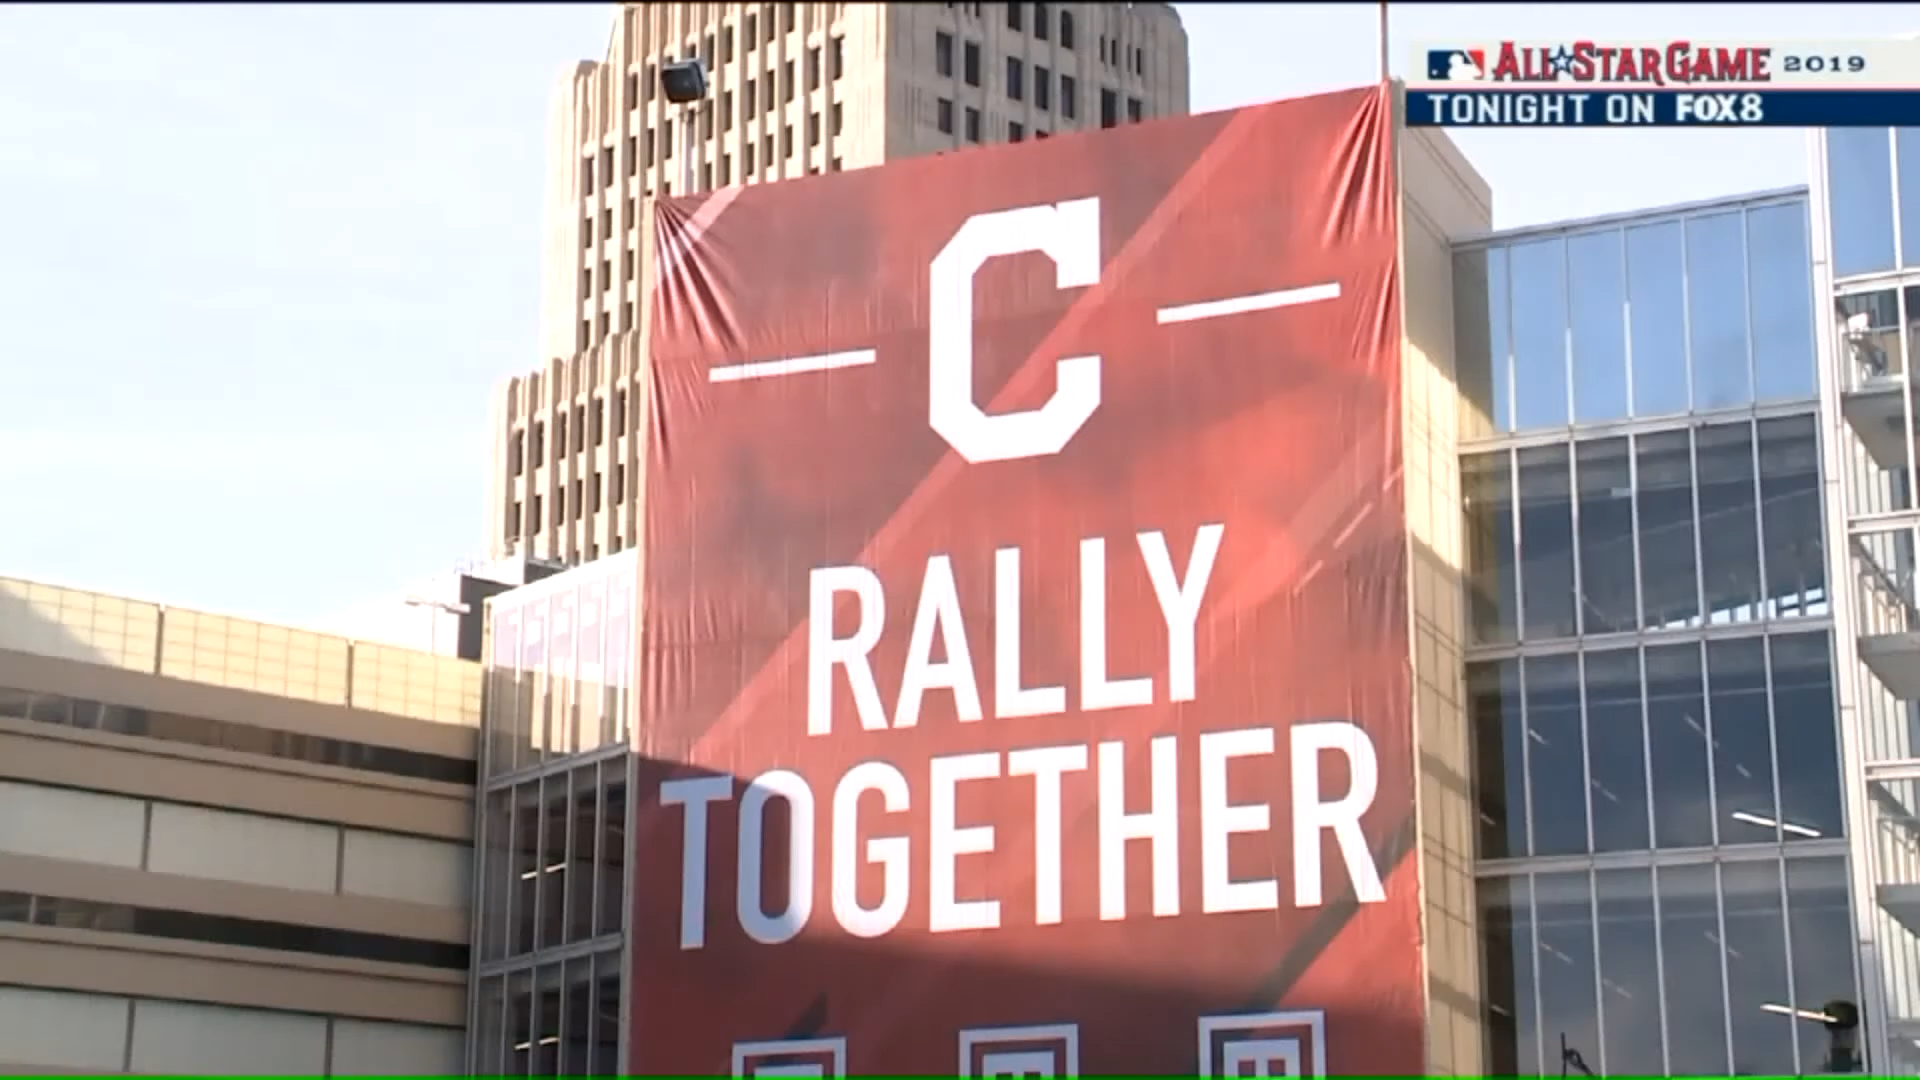 ALL★STAR GAME 2019
TONIGHT ON FOX8
C
RALLY
TOGETHER